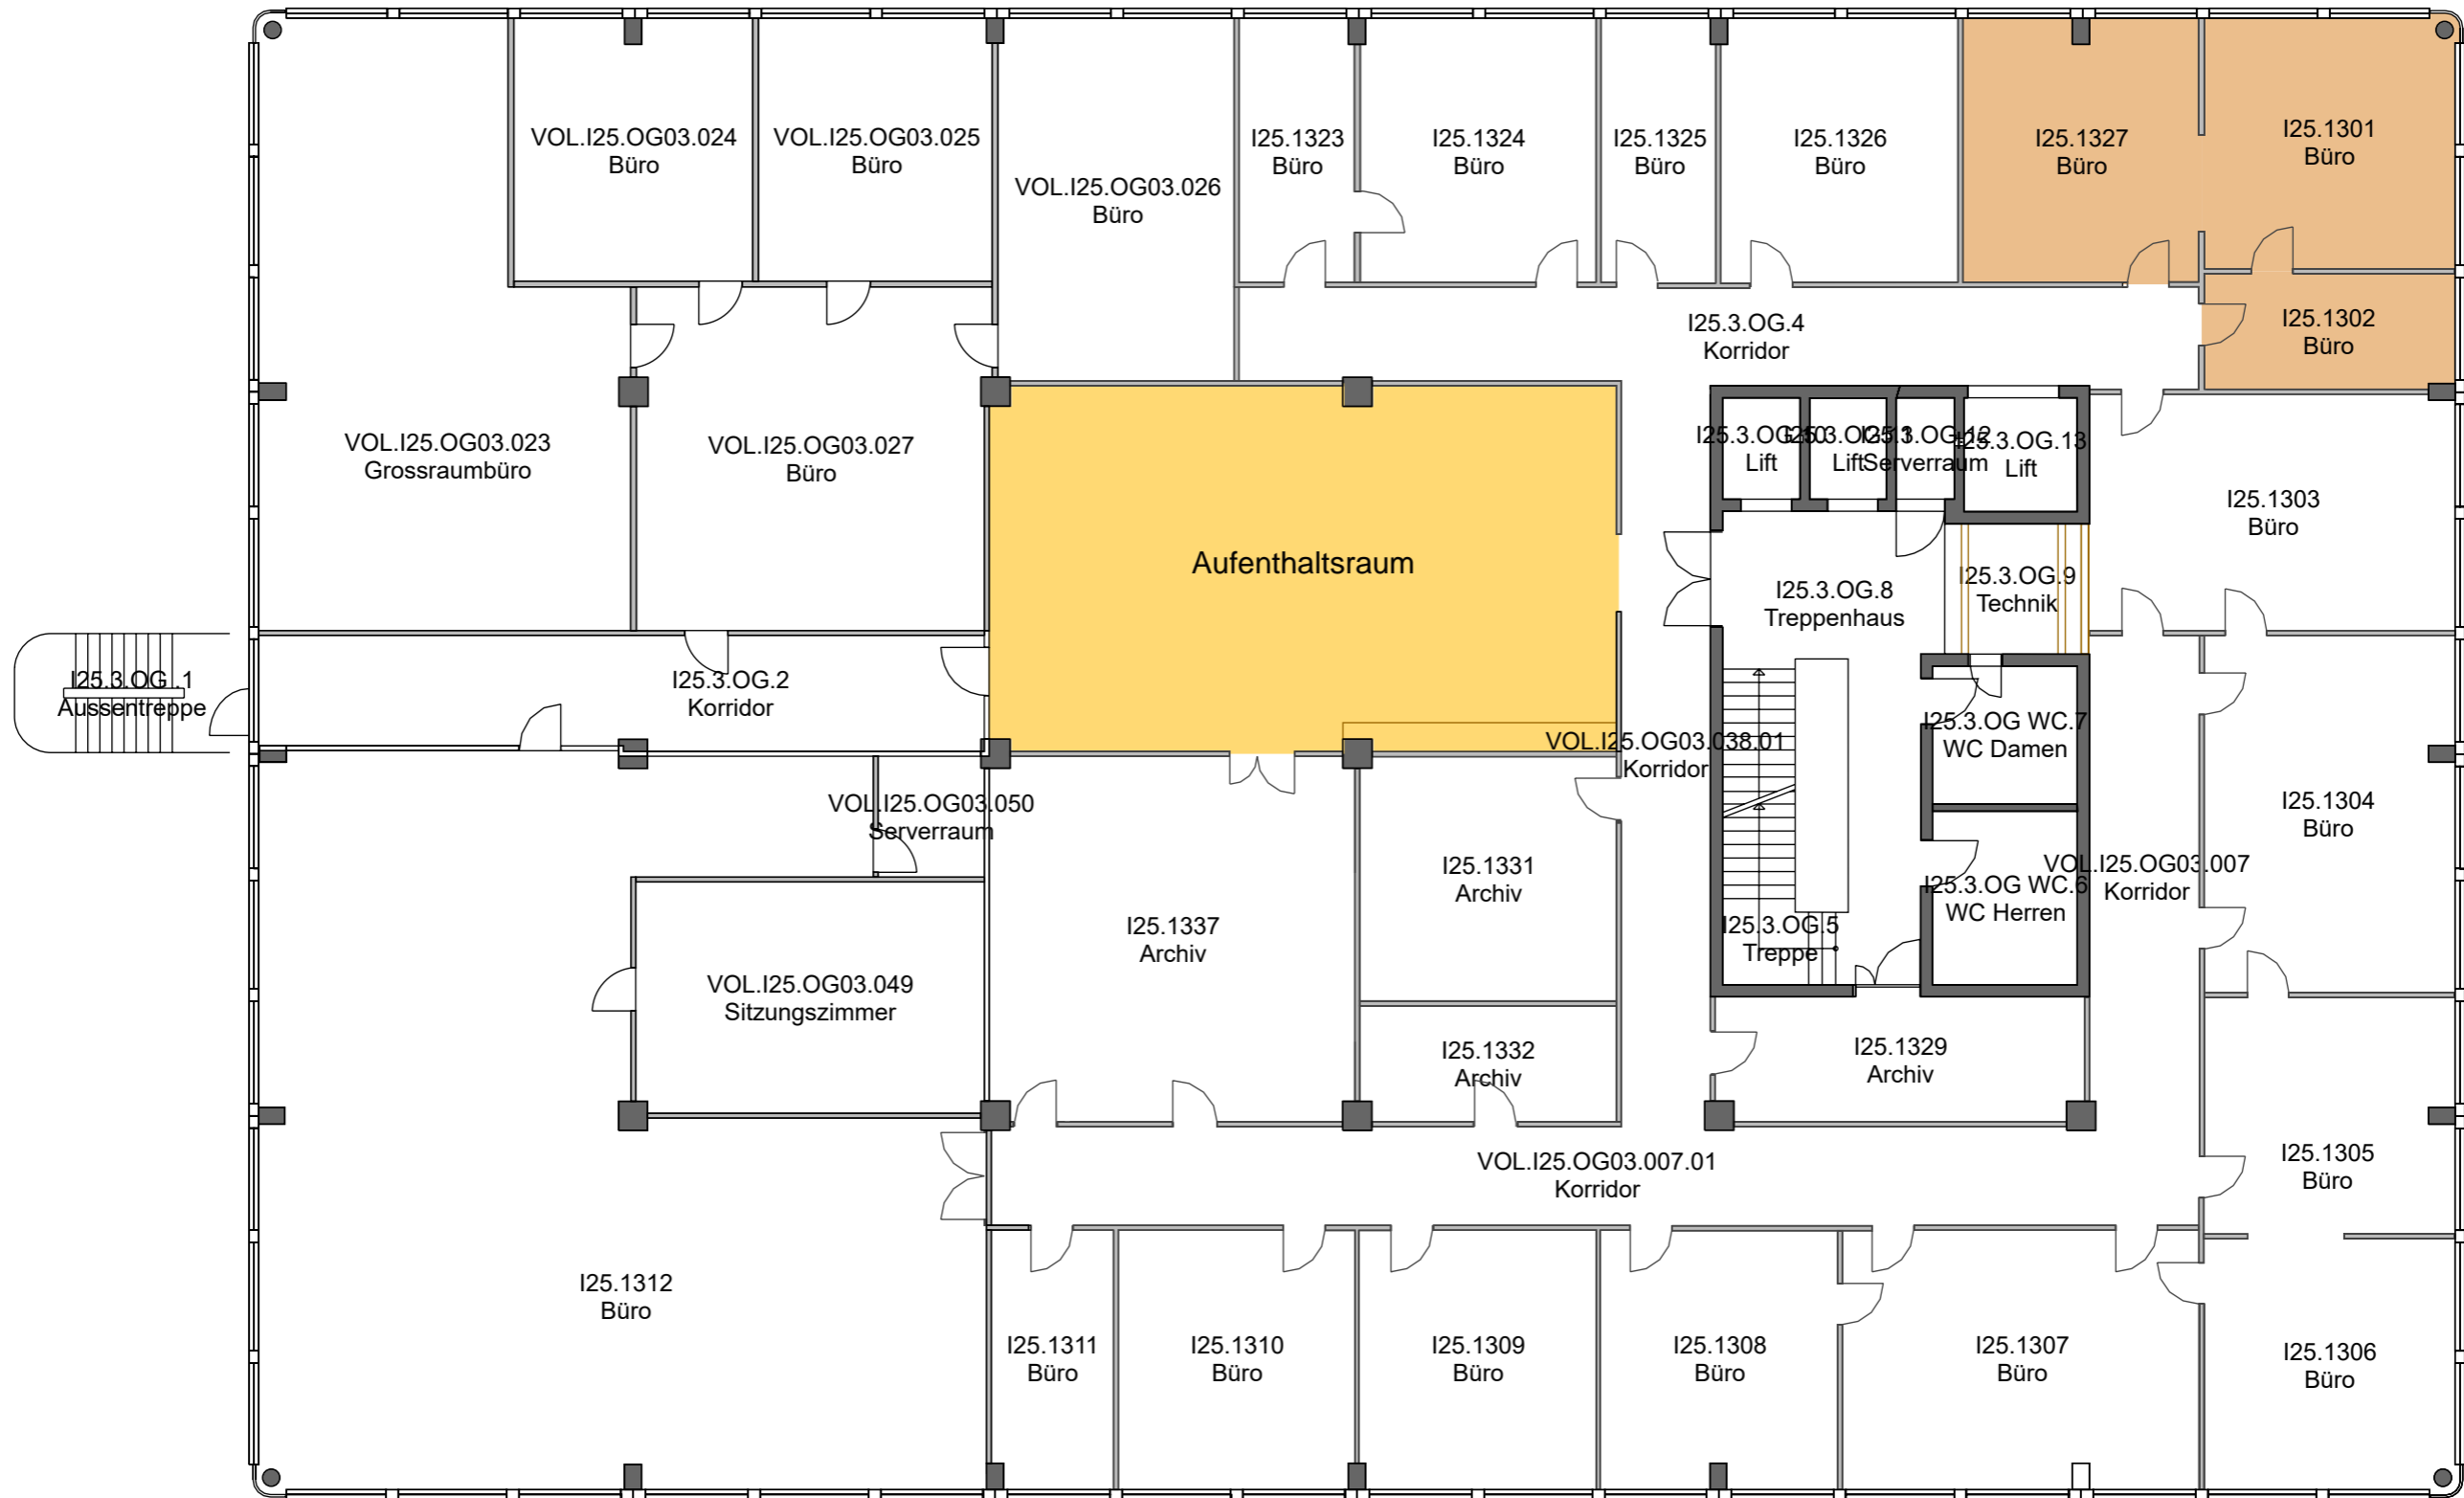 VOL.I25.OG03.024
Büro
VOL.I25.OG03.025
Büro
VOL.I25.OG03.026
Büro
I25.1323
Büro
I25.1324
Büro
I25.1325
Büro
I25.1326
Büro
I25.1327
Büro
I25.1301
Büro
I25.3.OG.4
Korridor
I25.1302
Büro
VOL.I25.OG03.023
Grossraumbüro
VOL.I25.OG03.027
Büro
Aufenthaltsraum
Lift
Lift
Serverraum
I25.3.OG.13
Lift
I25.1303
Büro
I25.3.OG.8
Treppenhaus
I25.3.OG.9
Technik
Aussentreppe
I25.3.OG.2
Korridor
VOL.I25.OG03.038.01
Korridor
I25.3.OG WC.7
WC Damen
I25.1304
Büro
VOL.I25.OG03.050
Serverraum
I25.1331
Archiv
VOL.I25.OG03.007
Korridor
I25.3.OG WC.6
WC Herren
I25.1337
Archiv
I25.3.OG.5
Treppe
VOL.I25.OG03.049
Sitzungszimmer
I25.1332
Archiv
I25.1329
Archiv
VOL.I25.OG03.007.01
Korridor
I25.1305
Büro
I25.1312
Büro
I25.1311
Büro
I25.1310
Büro
I25.1309
Büro
I25.1308
Büro
I25.1307
Büro
I25.1306
Büro